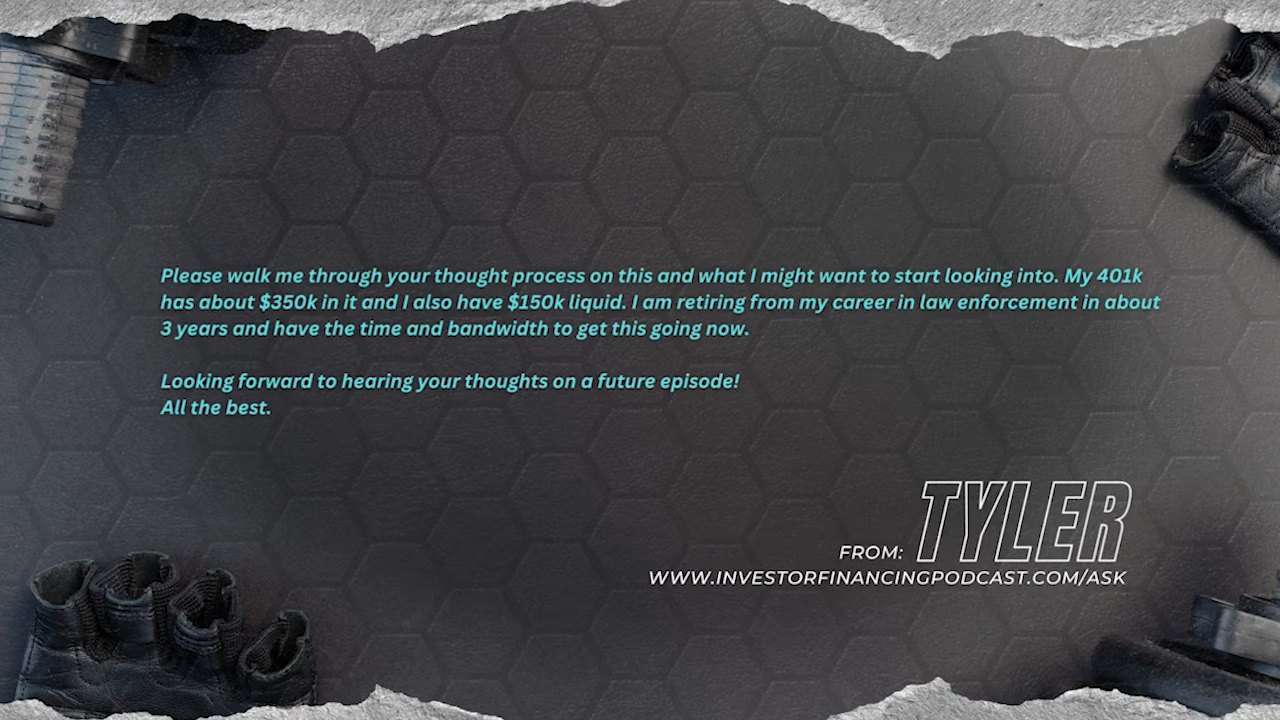 Please walk me through your thought process on this and what I might want to start looking into. My 401k
has about $350k in it and I also have $150k liquid. I am retiring from my career in law enforcement in about
3 years and have the time and bandwidth to get this going now.
Looking forward to hearing your thoughts on a future episode!
All the best.
FROM: TYLER
WWW.INVESTORFINANCINGPODCAST.COM/ASK